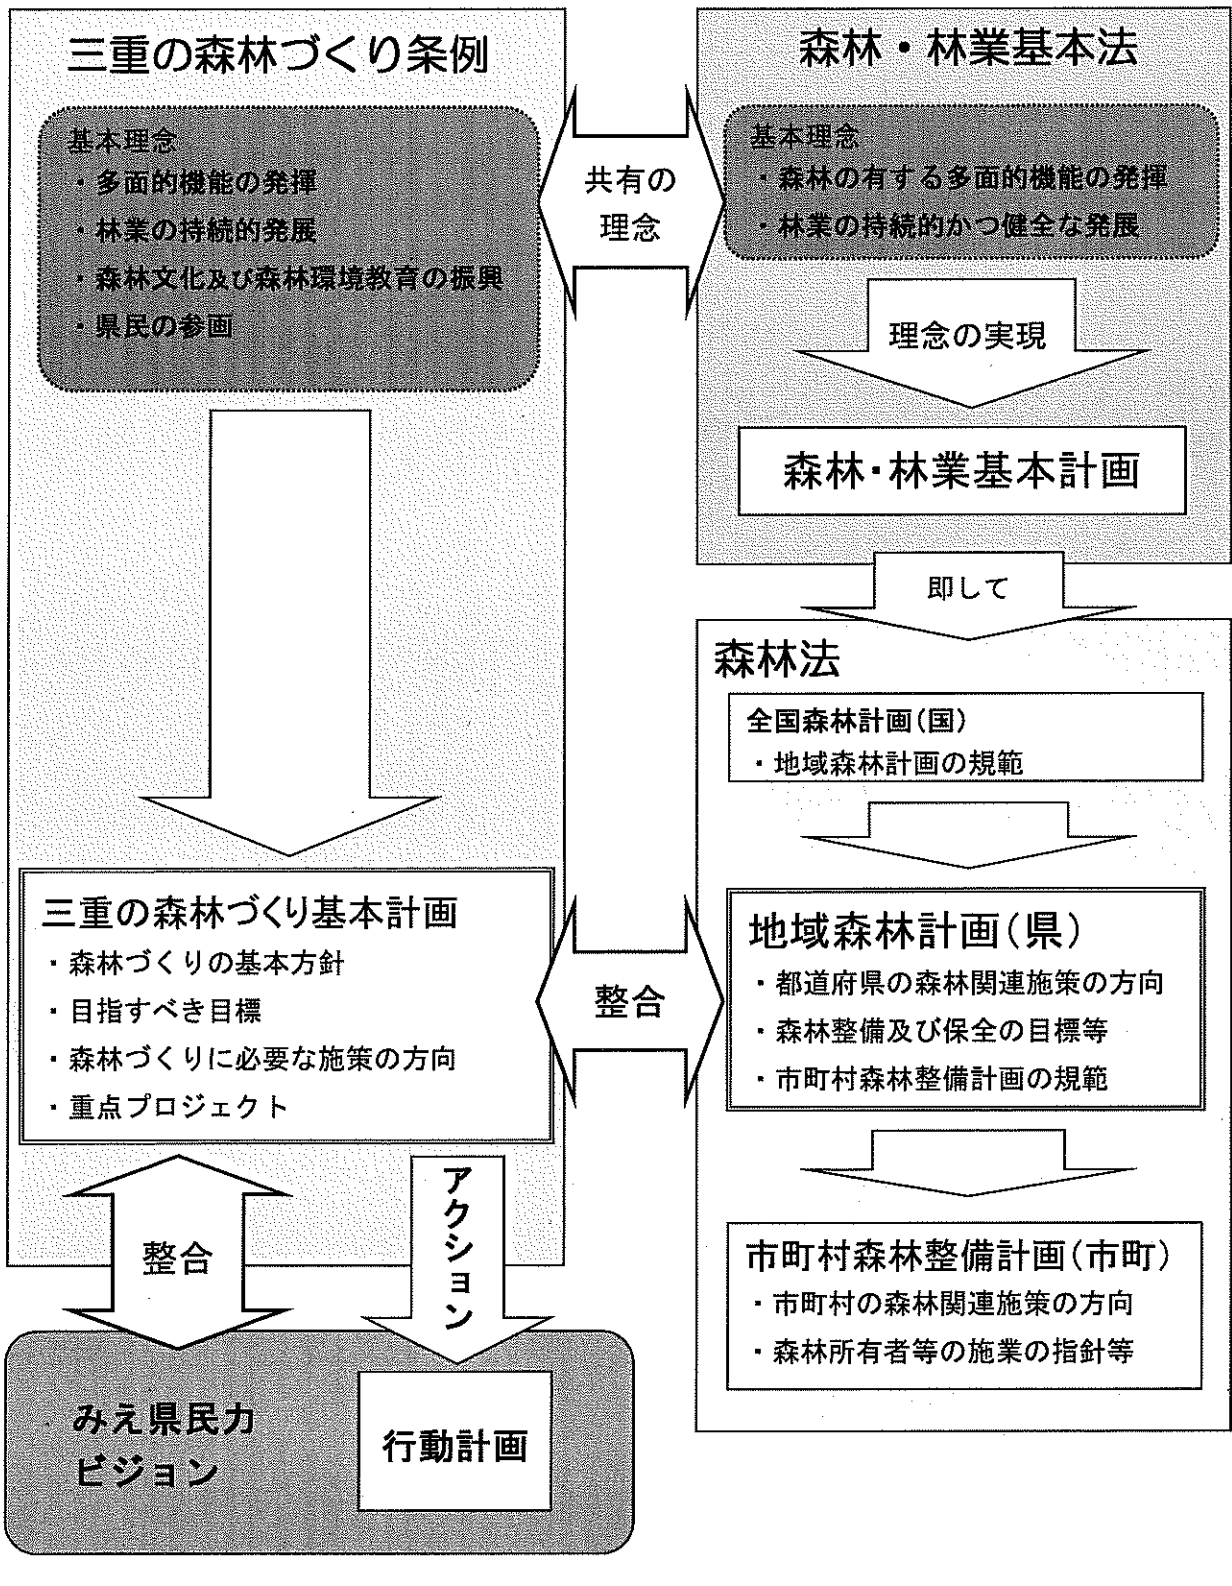 三重の森林づくり条例
基本理念
・多面的機能の発揮
・林業の持続的発展
・森林文化及び森林環境教育の振興
・県民の参画
共有の
理念
森林・林業基本法
基本理念
・森林の有する多面的機能の発揮
・林業の持続的かつ健全な発展
理念の実現
森林・林業基本計画
即して
森林法
全国森林計画(国)
・地域森林計画の規範
三重の森林づくり基本計画
・森林づくりの基本方針
・目指すべき目標
・森林づくりに必要な施策の方向
・重点プロジェクト
整合
地域森林計画(県)
・都道府県の森林関連施策の方向
・森林整備及び保全の目標等
・市町村森林整備計画の規範
整合
アクション
市町村森林整備計画(市町)
・市町村の森林関連施策の方向
・森林所有者等の施業の指針等
みえ県民力
ビジョン
行動計画